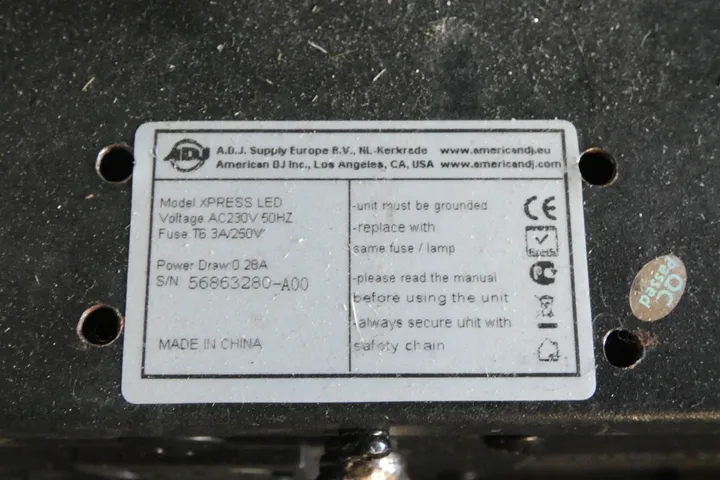 ADJ
A.D.J. Supply Europe B.V., NL-Kerkrade www.americandj.eu
American DJ Inc., Los Angeles, CA, USA www.americandj.com
Model XPRESS LED
Voltage AC230V 50HZ
Fuse T6.3A/250V
Power Draw:0.28A
S/N 56863280-A00
MADE IN CHINA
-unit must be grounded
-replace with
same fuse / lamp
-please read the manual
before using the unit
-always secure unit with
safety chain
CE
QC
Passed